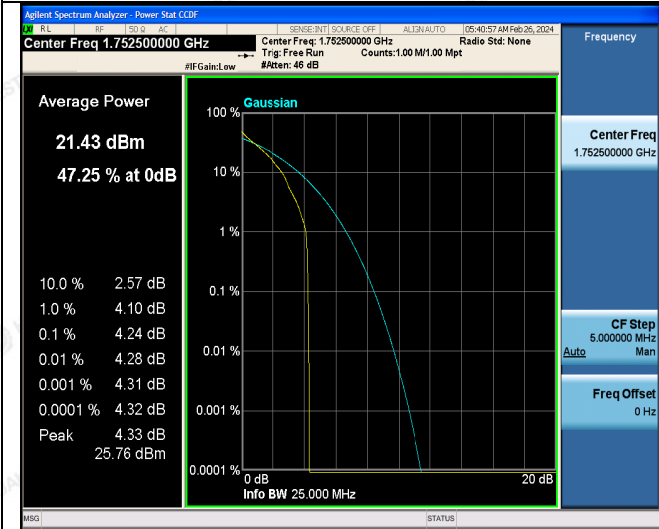 Agilent Spectrum Analyzer - Power Stat CCDF
LXI RL RF 50 Ω AC SENSE:INT SOURCE OFF ALIGN AUTO 05:40:57 AM Feb 26, 2024
Center Freq 1.752500000 GHz
Center Freq: 1.752500000 GHz Radio Std: None
Trig: Free Run Counts:1.00 M/1.00 Mpt
#IFGain:Low #Atten: 46 dB
Frequency
Average Power
21.43 dBm
47.25 % at 0dB
10.0 % 2.57 dB
1.0 % 4.10 dB
0.1 % 4.24 dB
0.01 % 4.28 dB
0.001 % 4.31 dB
0.0001 % 4.32 dB
Peak 4.33 dB
25.76 dBm
Gaussian
100 %
10 %
1 %
0.1 %
0.01 %
0.001 %
0.0001 %
0 dB 20 dB
Info BW 25.000 MHz
Center Freq
1.752500000 GHz
CF Step
5.000000 MHz
Auto Man
Freq Offset
0 Hz
MSG STATUS